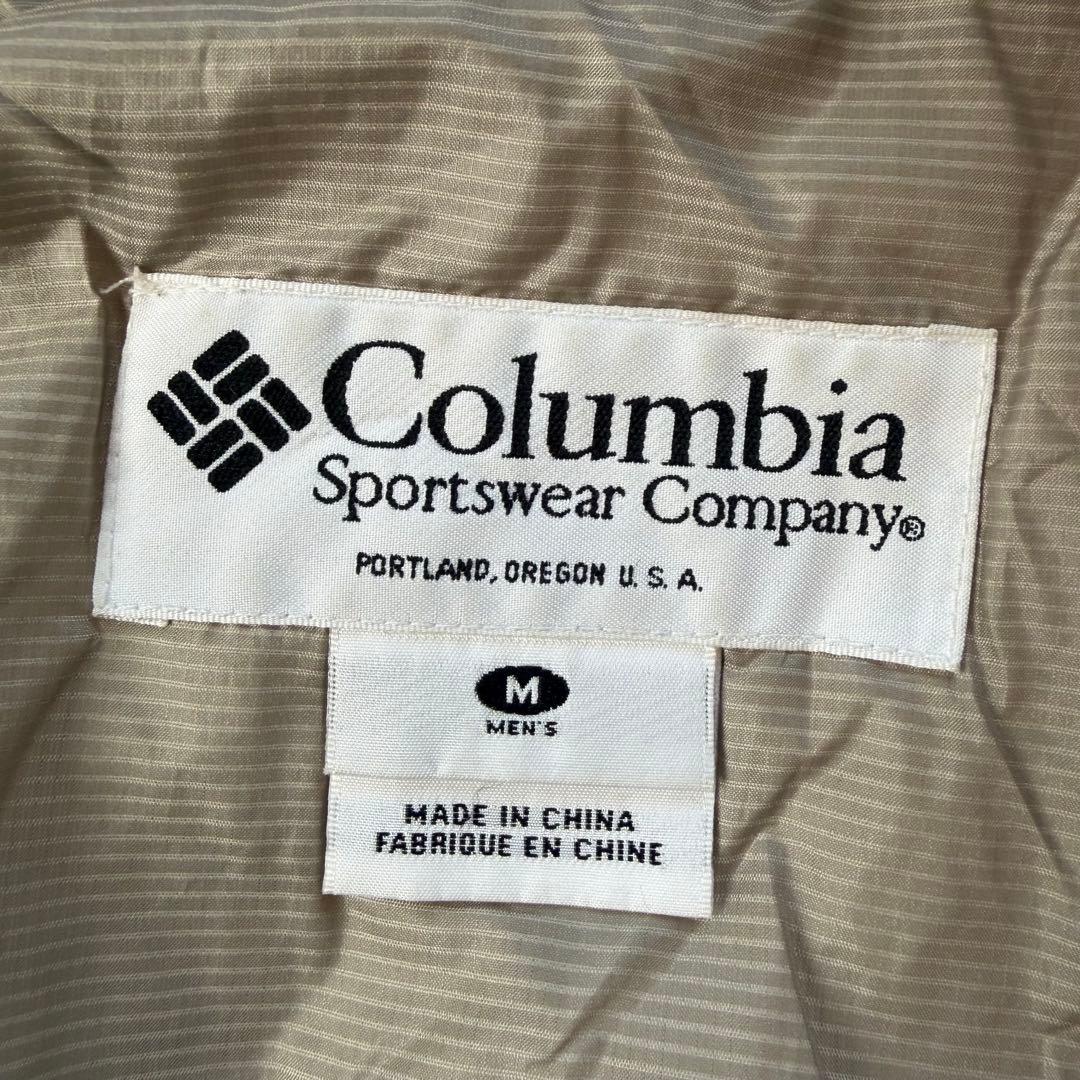 Columbia
Sportswear Company®
PORTLAND, OREGON U.S.A.
M
MEN'S
MADE IN CHINA
FABRIQUE EN CHINE